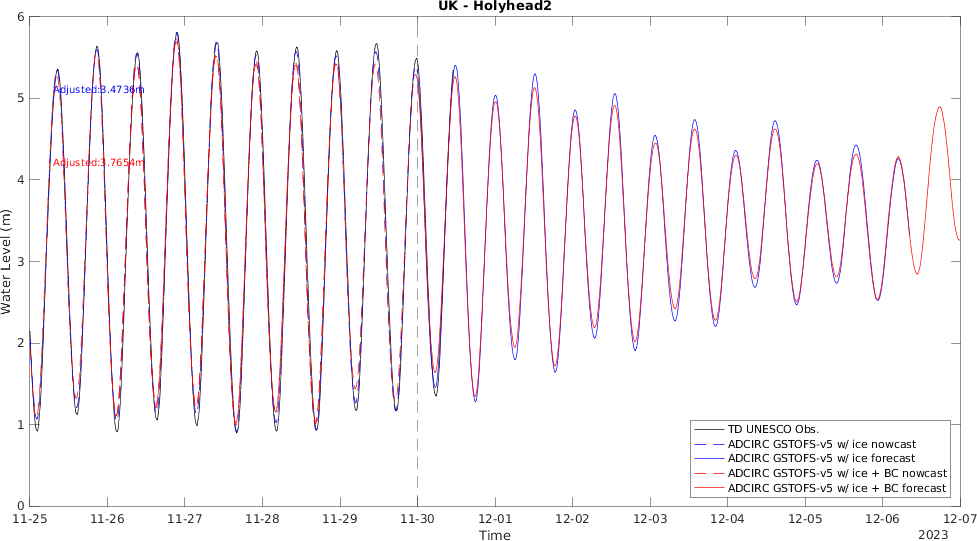 UK - Holyhead2
6
5
4
3
2
1
0
Water Level (m)
Adjusted:3.4736m
Adjusted:3.7654m
TD UNESCO Obs.
ADCIRC GSTOFS-v5 w/ ice nowcast
ADCIRC GSTOFS-v5 w/ ice forecast
ADCIRC GSTOFS-v5 w/ ice + BC nowcast
ADCIRC GSTOFS-v5 w/ ice + BC forecast
11-25 11-26 11-27 11-28 11-29 11-30 12-01 12-02 12-03 12-04 12-05 12-06 12-07
Time
2023